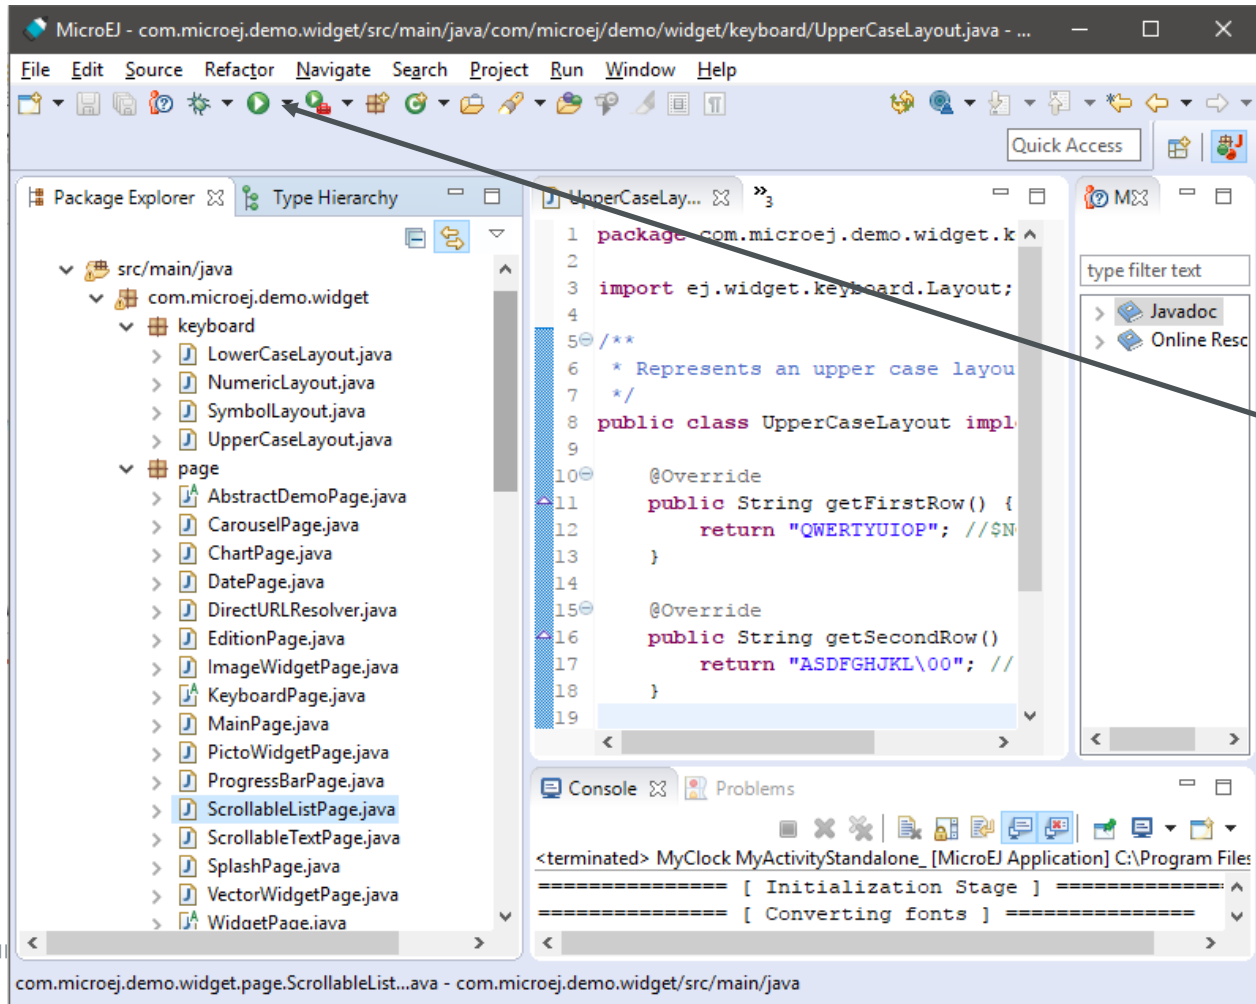 MicroEJ - com.microej.demo.widget/src/main/java/com/microej/demo/widget/keyboard/UpperCaseLayout.java - ...
File Edit Source Refactor Navigate Search Project Run Window Help
Quick Access
Package Explorer Type Hierarchy
src/main/java
com.microej.demo.widget
keyboard
LowerCaseLayout.java
NumericLayout.java
SymbolLayout.java
UpperCaseLayout.java
page
AbstractDemoPage.java
CarouselPage.java
ChartPage.java
DatePage.java
DirectURLResolver.java
EditionPage.java
ImageWidgetPage.java
KeyboardPage.java
MainPage.java
PictoWidgetPage.java
ProgressBarPage.java
ScrollableListPage.java
ScrollableTextPage.java
SplashPage.java
VectorWidgetPage.java
WidgetPage.java
UpperCaseLay... »3
1 package com.microej.demo.widget.k
2
3 import ej.widget.keyboard.Layout;
4
5 /**
6 * Represents an upper case layou
7 */
8 public class UpperCaseLayout impl
9
10 @Override
11 public String getFirstRow() {
12 return "QWERTYUIOP"; //$N
13 }
14
15 @Override
16 public String getSecondRow()
17 return "ASDFGHJKL\00"; //
18 }
19
M
type filter text
Javadoc
Online Resc
Console Problems
<terminated> MyClock MyActivityStandalone_ [MicroEJ Application] C:\Program Files
=============== [ Initialization Stage ] =============
=============== [ Converting fonts ] ===============
com.microej.demo.widget.page.ScrollableList...ava - com.microej.demo.widget/src/main/java